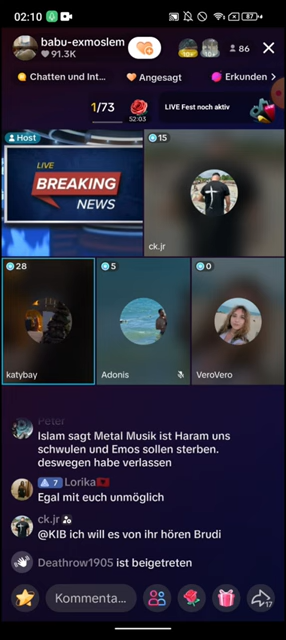 02:10
87
babu-exmoslem
91.3K
10+
10+
86
Chatten und Int...
Angesagt
Erkunden
1/73
52:03
LIVE Fest noch aktiv
Host
LIVE
BREAKING
NEWS
15
ck.jr
28
katybay
5
Adonis
0
VeroVero
Peter
Islam sagt Metal Musik ist Haram uns
schwulen und Emos sollen sterben.
deswegen habe verlassen
7 Lorika
Egal mit euch unmöglich
ck.jr
@KIB ich will es von ihr hören Brudi
Deathrow1905 ist beigetreten
Kommenta...
17